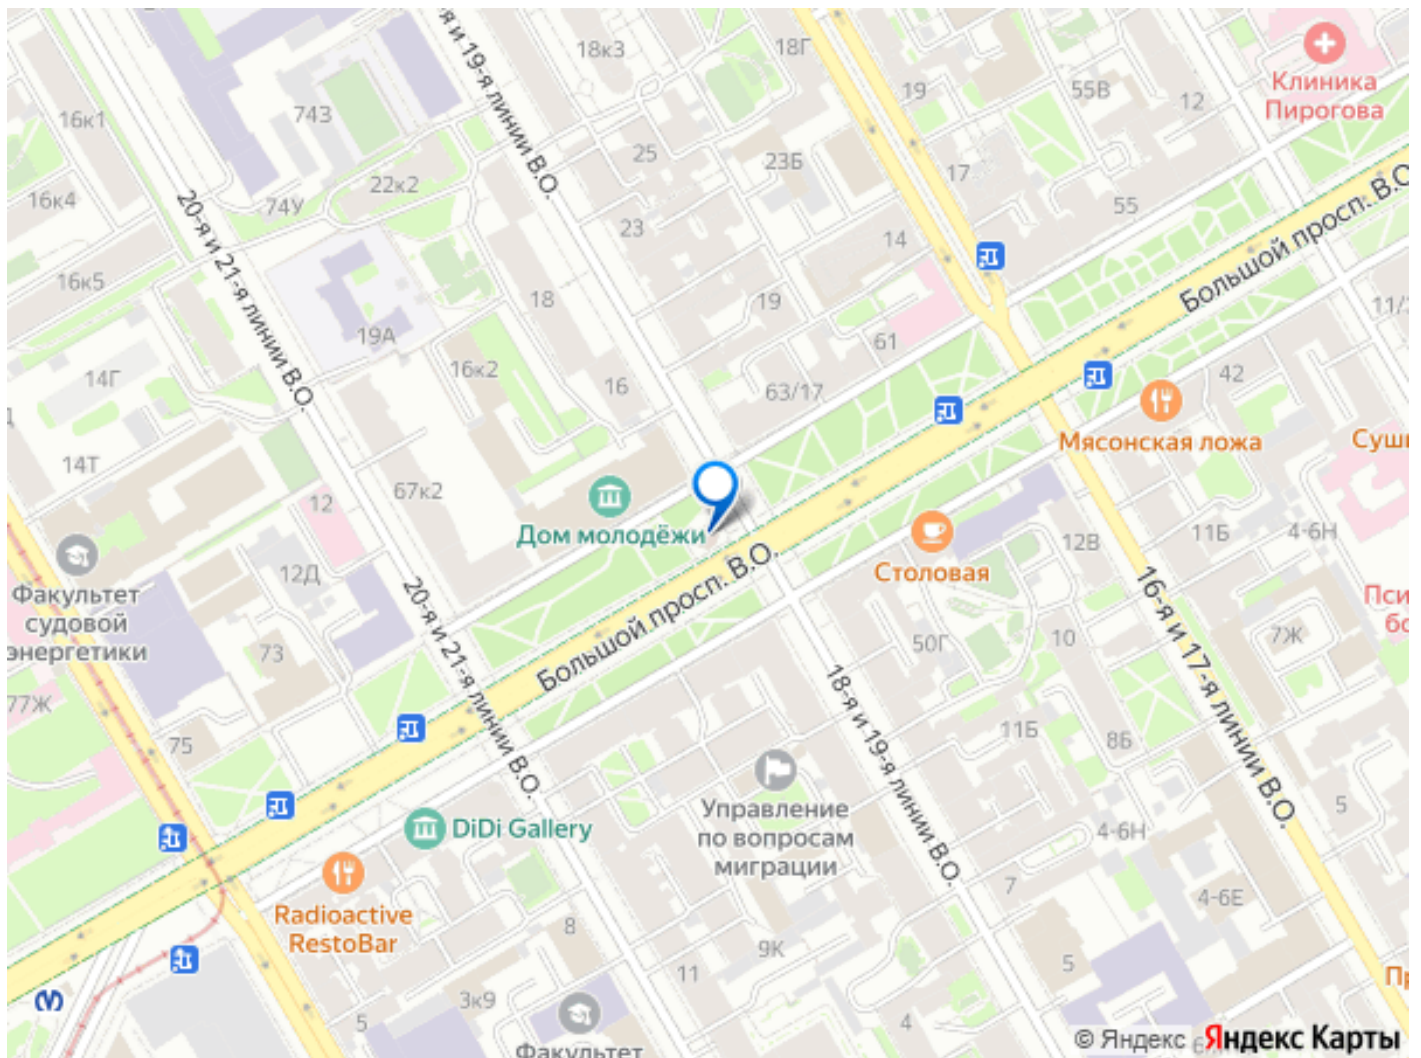 я и 19-я линии В.О.
18к3
18Г
Клиника
Пирогова
16к1
74З
19
55В
12
25
23Б
17
16к4
22к2
74У
20-я и 21-я линии В.О.
23
14
55
Большой просп. В.О.
16к5
18
19
11/3
19А
61
14Г
16к2
16
63/17
42
Мясонская ложа
14Т
67к2
12
Дом молодёжи
Столовая
12В
11Б
4-6Н
Факультет
судовой
энергетики
12Д
20-я и 21-я линии В.О.
Большой просп. В.О.
16-я и 17-я линии В.О.
73
50Г
10
7Ж
77Ж
18-я и 19-я линии В.О.
75
11Б
8Б
Управление
по вопросам
миграции
DiDi Gallery
5
4-6Н
Radioactive
RestoBar
7
4-6Е
8
9К
11
5
3к9
5
4
Факультет
© Яндекс Яндекс Карты